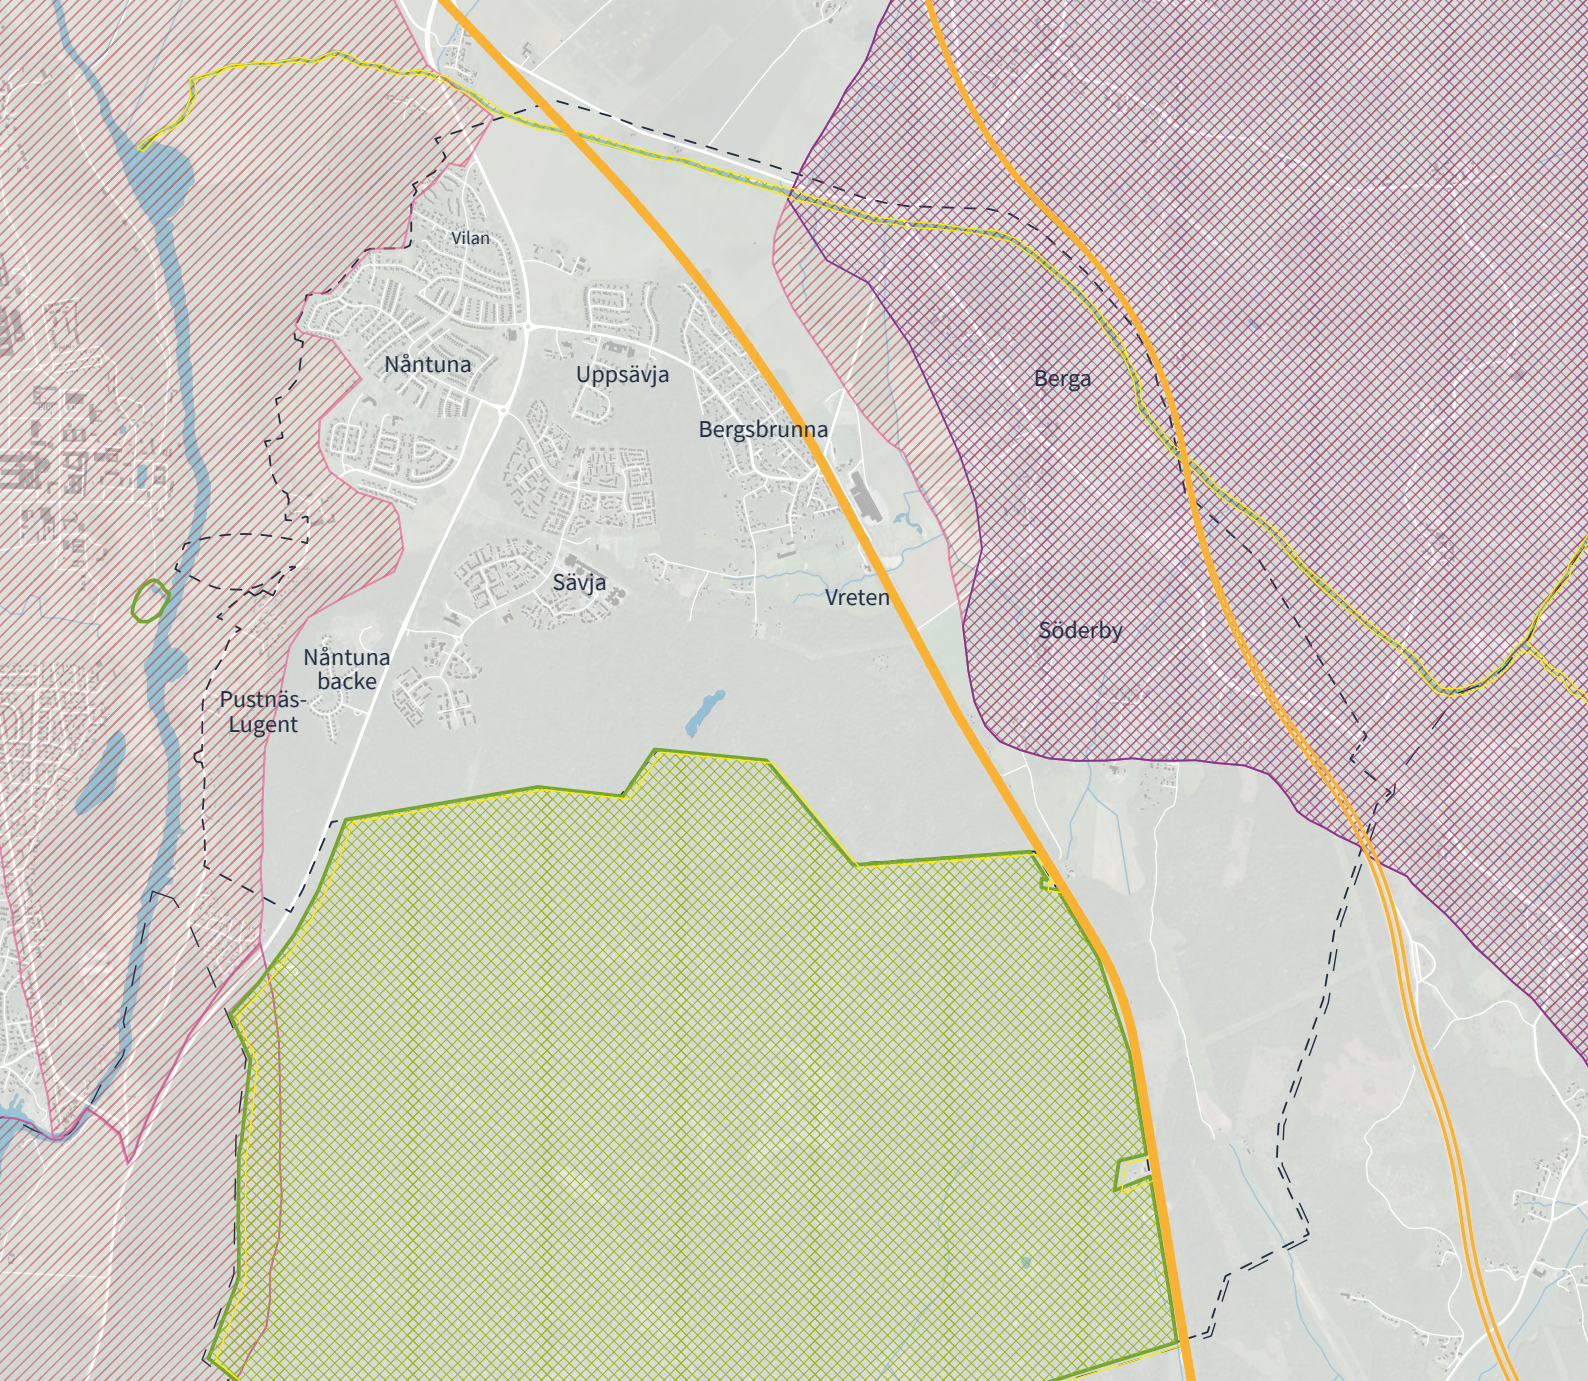 Vilan
Nåntuna
Uppsävja
Berga
Bergsbrunna
Sävja
Vreten
Söderby
Nåntuna
backe
Pustnäs-
Lugent